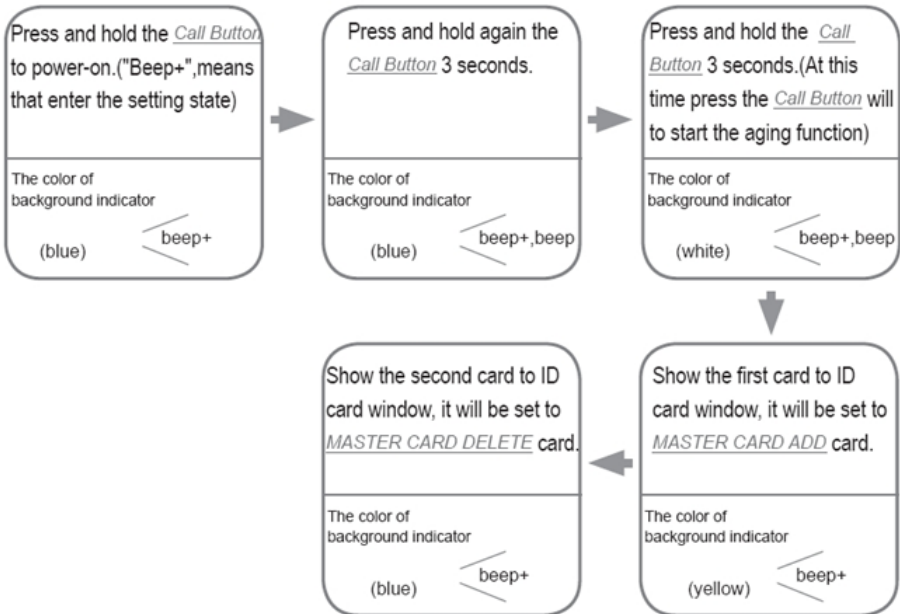 Press and hold the Call Button
to power-on.("Beep+",means
that enter the setting state)
The color of
background indicator
(blue)
beep+
Press and hold again the
Call Button 3 seconds.
The color of
background indicator
(blue)
beep+,beep
Press and hold the Call
Button 3 seconds.(At this
time press the Call Button will
to start the aging function)
The color of
background indicator
(white)
beep+,beep
Show the first card to ID
card window, it will be set to
MASTER CARD ADD card.
The color of
background indicator
(yellow)
beep+
Show the second card to ID
card window, it will be set to
MASTER CARD DELETE card.
The color of
background indicator
(blue)
beep+